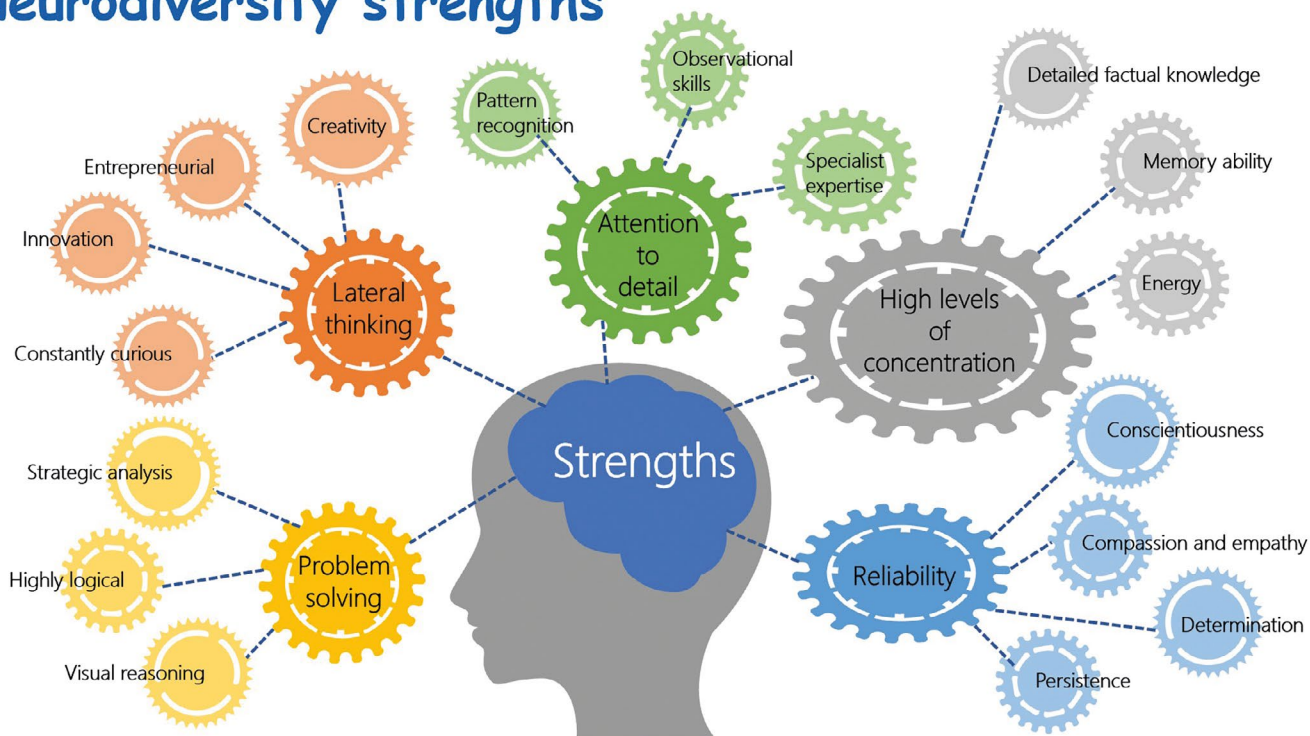 Neurodiversity strengths
Creativity
Entrepreneurial
Innovation
Constantly curious
Lateral
thinking
Pattern
recognition
Observational
skills
Specialist
expertise
Attention
to
detail
Detailed factual knowledge
Memory ability
Energy
High levels
of
concentration
Strengths
Strategic analysis
Highly logical
Visual reasoning
Problem
solving
Reliability
Conscientiousness
Compassion and empathy
Determination
Persistence